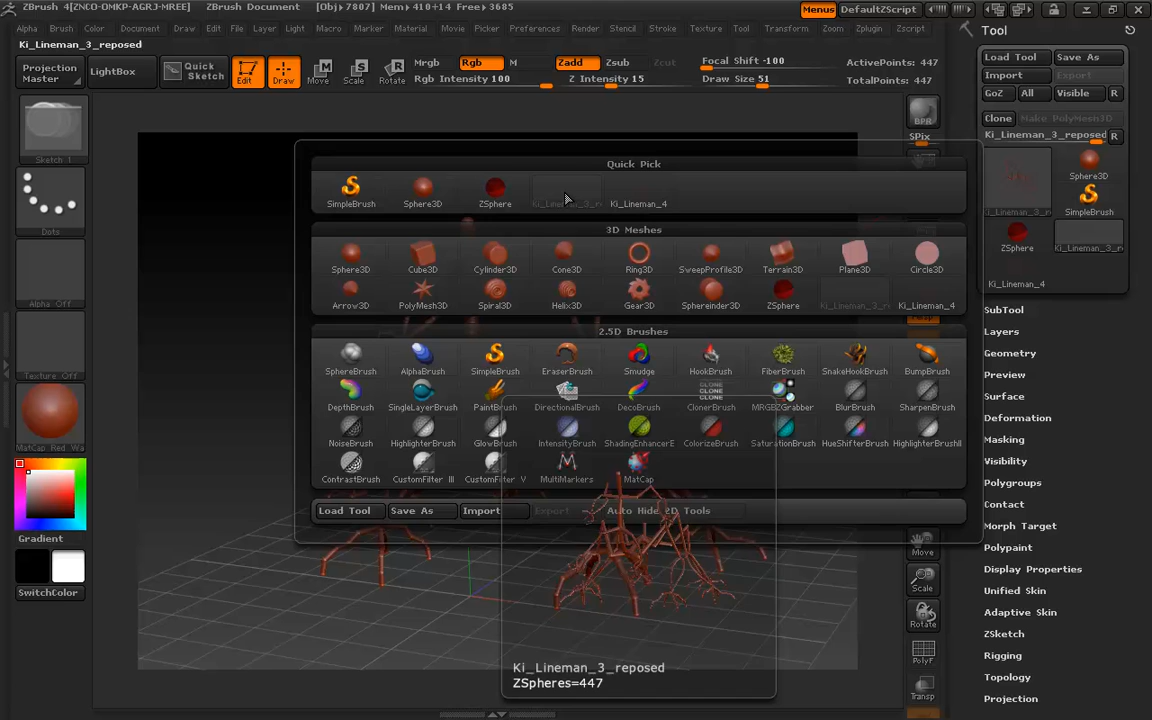 ZBrush 4[ZNCO-OMKP-AGRJ-MREE] ZBrush Document [Obj▸7807] Mem▸410+14 Free▸3685 Menus DefaultZScript
Alpha Brush Color Document Draw Edit File Layer Light Macro Marker Material Movie Picker Preferences Render Stencil Stroke Texture Tool Transform Zoom Zplugin Zscript
Ki_Lineman_3_reposed
Projection Master
LightBox
Quick Sketch
Edit Draw Move Scale Rotate
Mrgb Rgb M
Rgb Intensity 100
Zadd Zsub Zcut
Z Intensity 15
Focal Shift -100
Draw Size 51
ActivePoints: 447
TotalPoints: 447
Sketch 1
Dots
Alpha Off
Texture Off
MatCap Red Wa
Gradient
SwitchColor
Quick Pick
SimpleBrush Sphere3D ZSphere Ki_Lineman_3_r Ki_Lineman_4
3D Meshes
Sphere3D Cube3D Cylinder3D Cone3D Ring3D SweepProfile3D Terrain3D Plane3D Circle3D
Arrow3D PolyMesh3D Spiral3D Helix3D Gear3D Sphereinder3D ZSphere Ki_Lineman_3_r Ki_Lineman_4
2.5D Brushes
SphereBrush AlphaBrush SimpleBrush EraserBrush Smudge HookBrush FiberBrush SnakeHookBrush BumpBrush
DepthBrush SingleLayerBrush PaintBrush DirectionalBrush DecoBrush CLONE CLONE CLONE ClonerBrush MRGBZGrabber BlurBrush SharpenBrush
NoiseBrush HighlighterBrush GlowBrush IntensityBrush ShadingEnhancerE ColorizeBrush SaturationBrush HueShifterBrush HighlighterBrushII
ContrastBrush CustomFilter III CustomFilter V MultiMarkers MatCap
Load Tool Save As Import Export Auto Hide 2D Tools
Ki_Lineman_3_reposed
ZSpheres=447
BPR
SPix
Move
Scale
Rotate
PolyF
Transp
Tool
Load Tool Save As
Import Export
GoZ All Visible R
Clone Make PolyMesh3D
Ki_Lineman_3_reposed R
Sphere3D
Ki_Lineman_3_r SimpleBrush
ZSphere Ki_Lineman_3_r
Ki_Lineman_4
SubTool
Layers
Geometry
Preview
Surface
Deformation
Masking
Visibility
Polygroups
Contact
Morph Target
Polypaint
Display Properties
Unified Skin
Adaptive Skin
ZSketch
Rigging
Topology
Projection